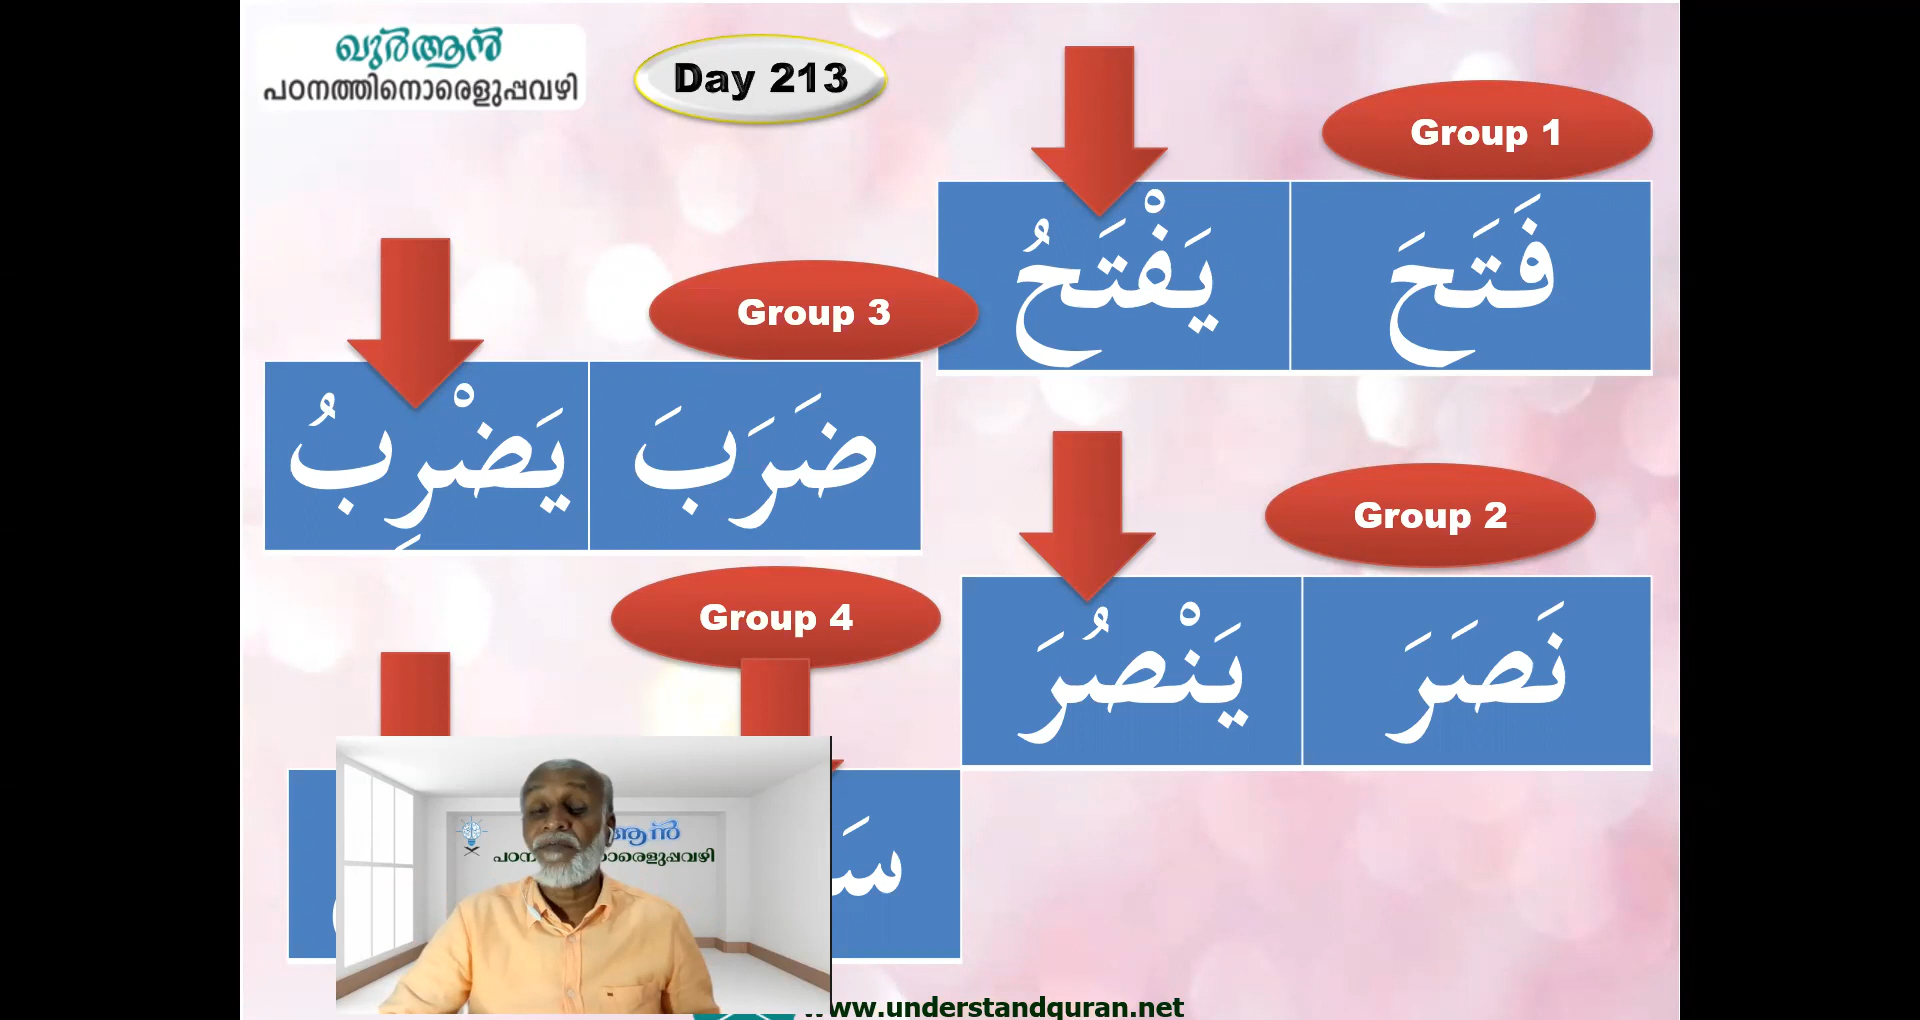 ഖുർആൻ
പഠനത്തിനൊരെളുപ്പവഴി
Day 213
Group 1
فَتَحَ يَفْتَحُ
Group 3
ضَرَبَ يَضْرِبُ
Group 2
نَصَرَ يَنْصُرَ
Group 4
www.understandquran.net